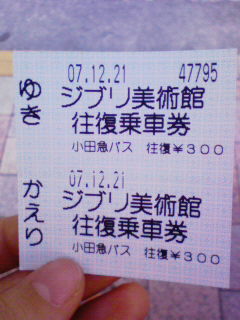 ゆき
07.12.21 47795
ジブリ美術館
往復乗車券
小田急バス 往復¥300
かえり
07.12.21
ジブリ美術館
往復乗車券
小田急バス 往復¥300